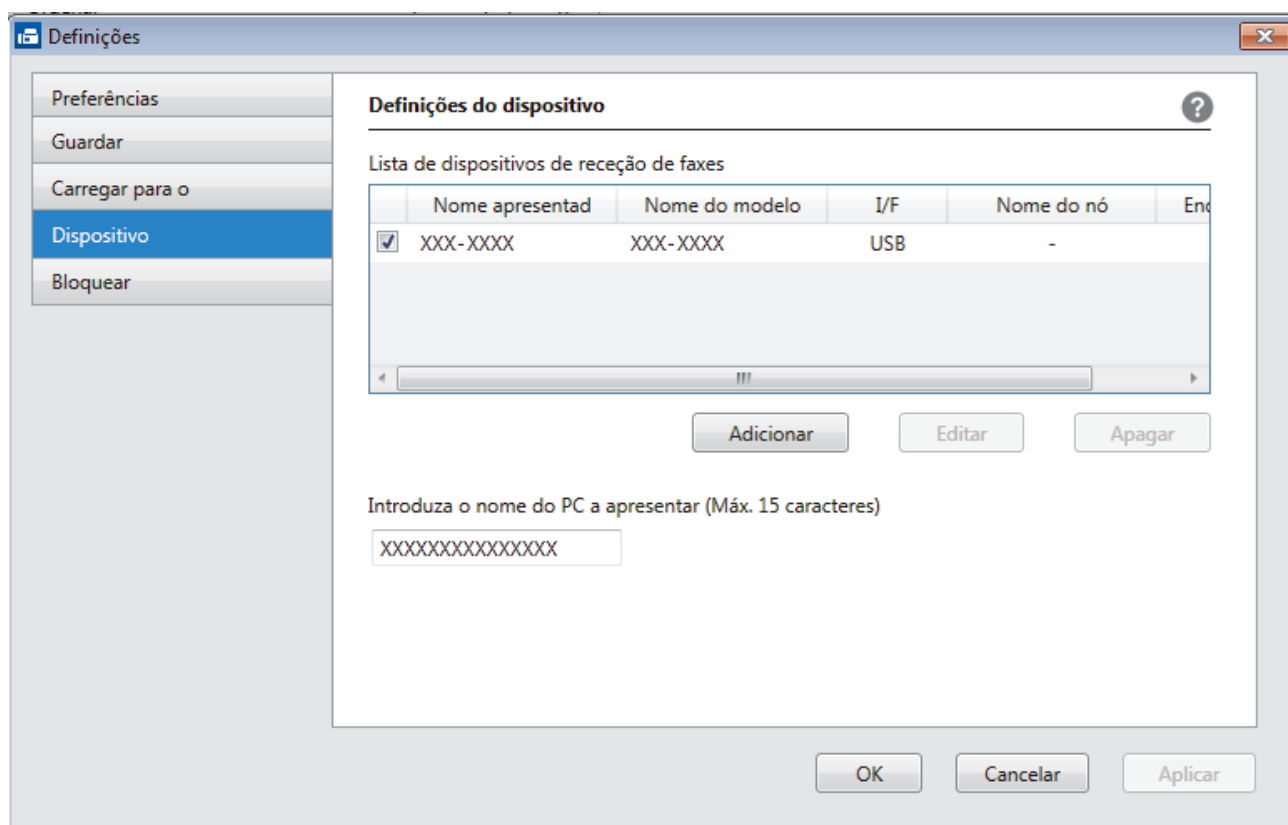 Definições
Preferências
Guardar
Carregar para o
Dispositivo
Bloquear
Definições do dispositivo
?
Lista de dispositivos de receção de faxes
Nome apresentad Nome do modelo I/F Nome do nó End
XXX-XXXX XXX-XXXX USB -
Adicionar Editar Apagar
Introduza o nome do PC a apresentar (Máx. 15 caracteres)
XXXXXXXXXXXXXXX
OK Cancelar Aplicar